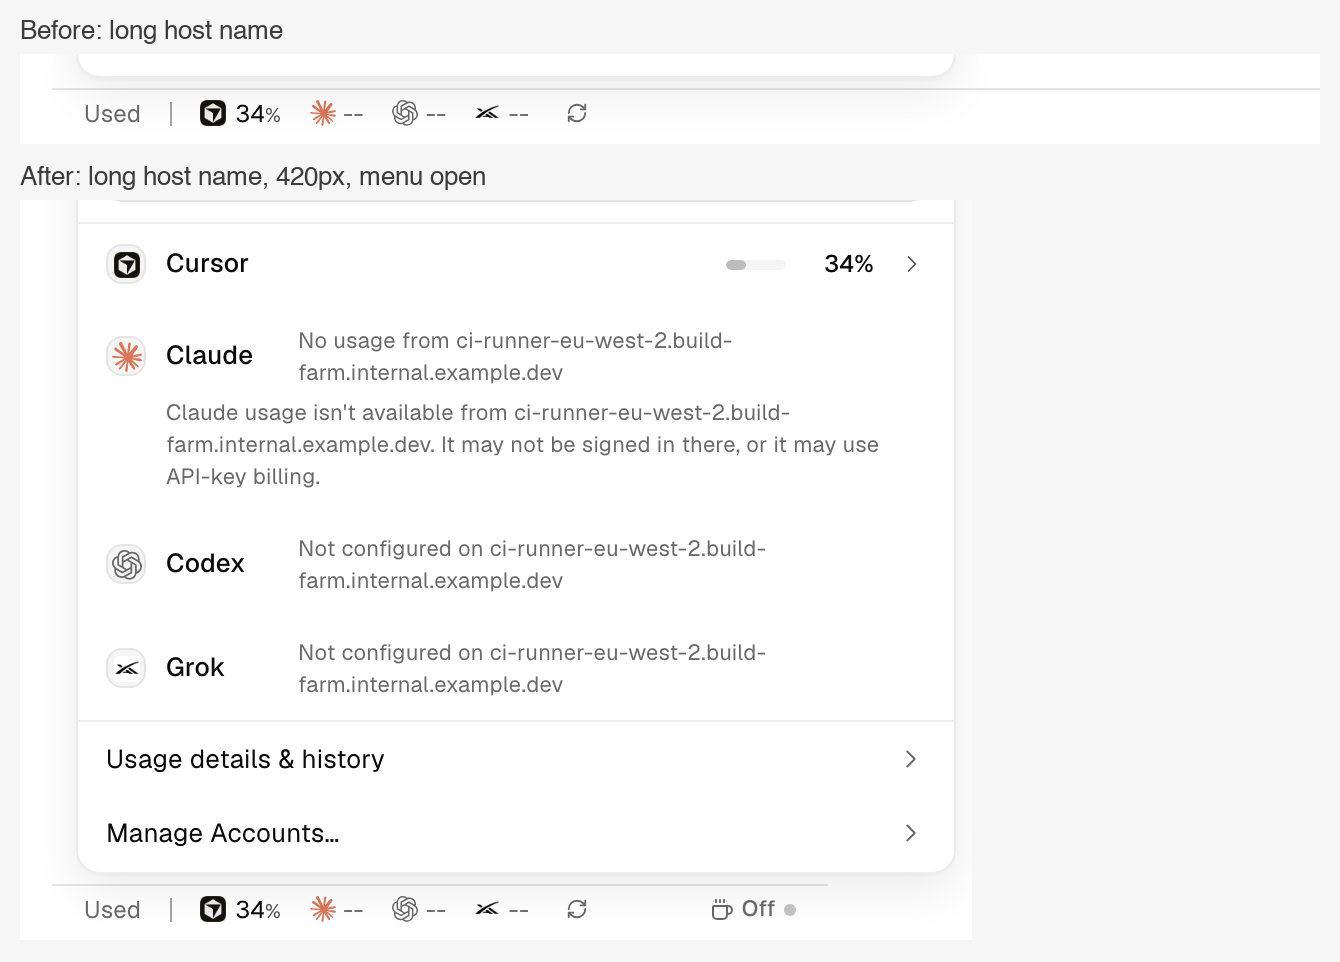 Before: long host name
Used | 34% -- -- --
After: long host name, 420px, menu open
Cursor 34%
Claude No usage from ci-runner-eu-west-2.build-
farm.internal.example.dev
Claude usage isn't available from ci-runner-eu-west-2.build-
farm.internal.example.dev. It may not be signed in there, or it may use
API-key billing.
Codex Not configured on ci-runner-eu-west-2.build-
farm.internal.example.dev
Grok Not configured on ci-runner-eu-west-2.build-
farm.internal.example.dev
Usage details & history
Manage Accounts...
Used | 34% -- -- -- Off